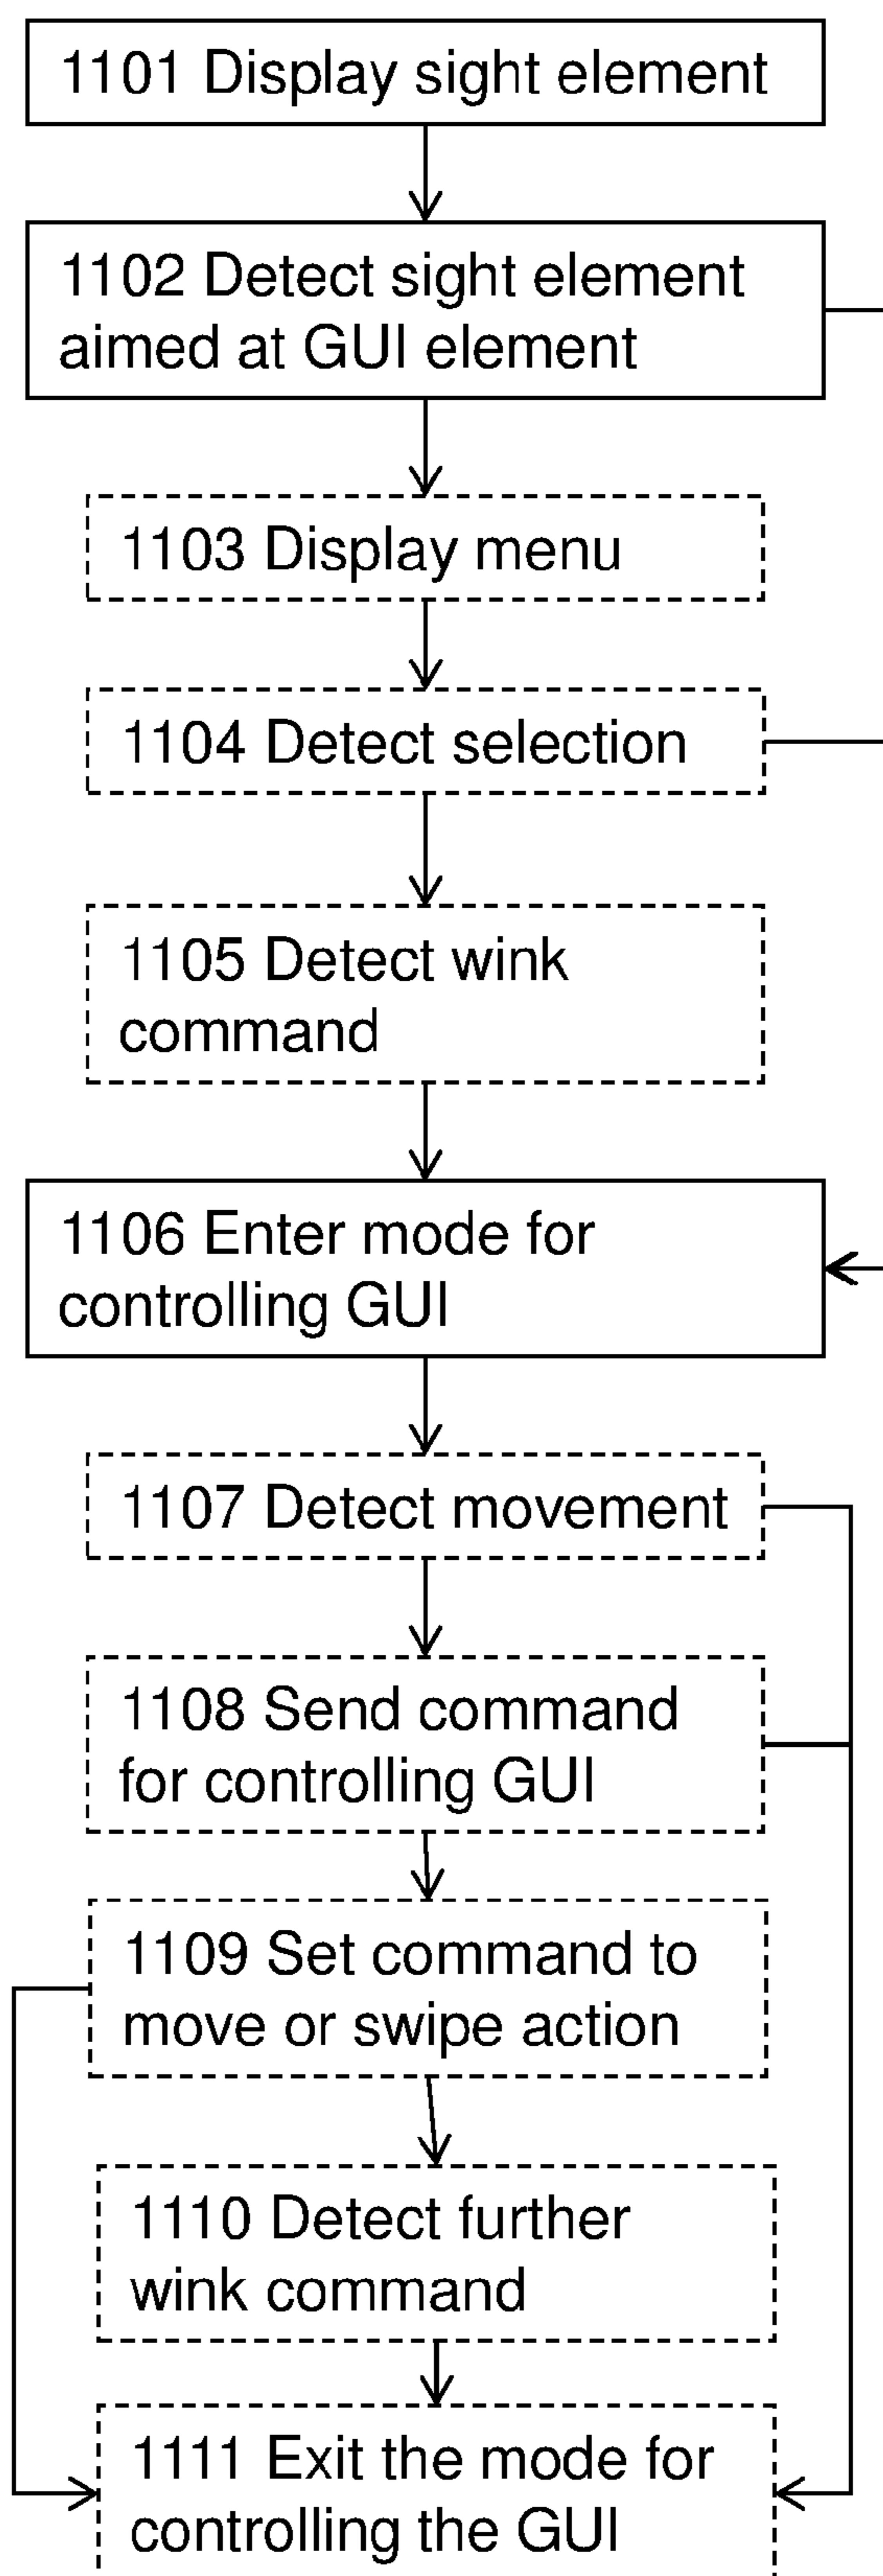 1101 Display sight element
1102 Detect sight element
aimed at GUI element
1103 Display menu
1104 Detect selection
1105 Detect wink
command
1106 Enter mode for
controlling GUI
1107 Detect movement
1108 Send command
for controlling GUI
1109 Set command to
move or swipe action
1110 Detect further
wink command
1111 Exit the mode for
controlling the GUI